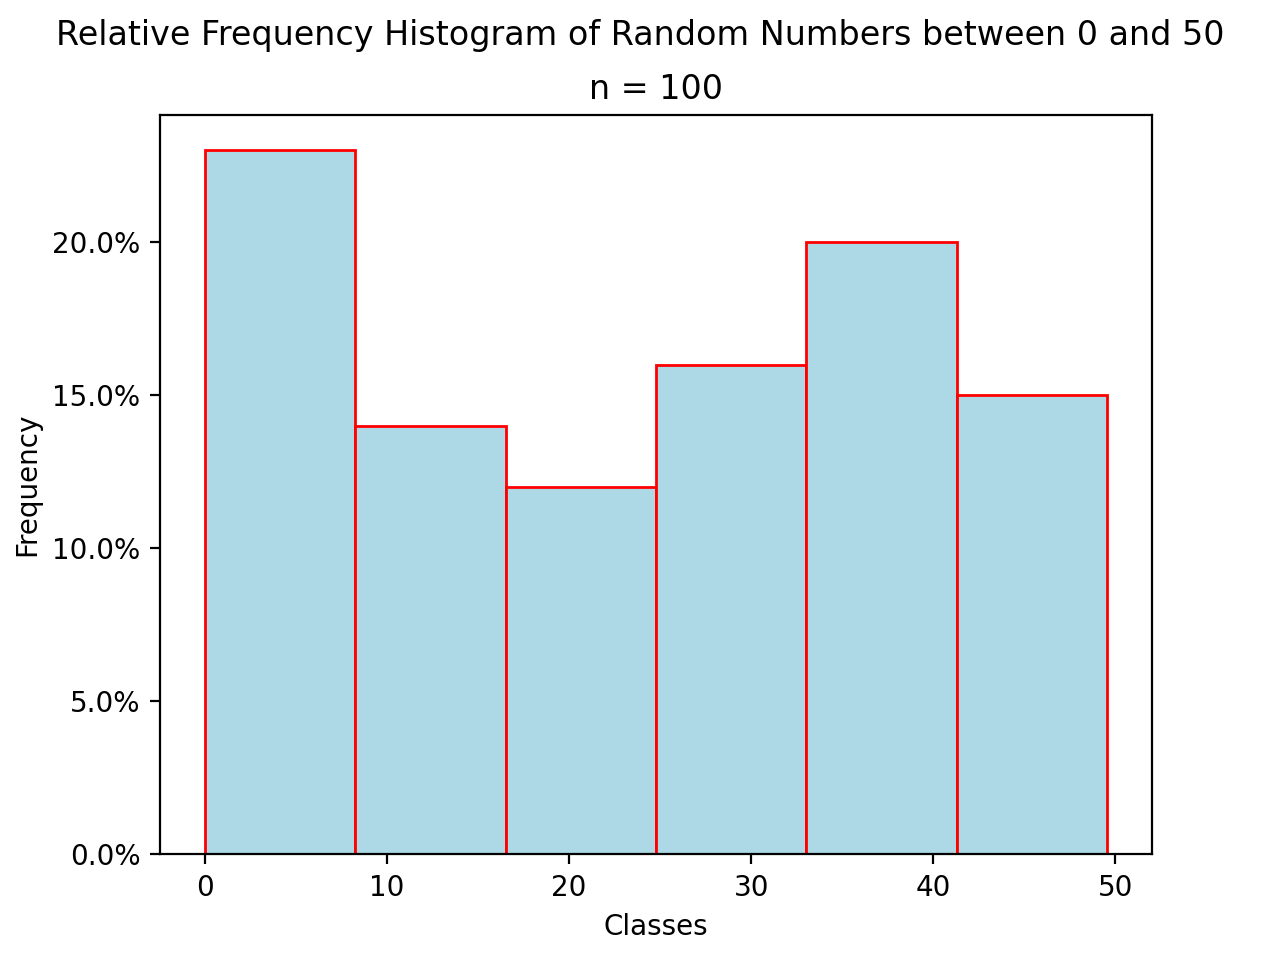 Relative Frequency Histogram of Random Numbers between 0 and 50
n = 100
20.0%
15.0%
10.0%
5.0%
0.0%
Frequency
0 10 20 30 40 50
Classes